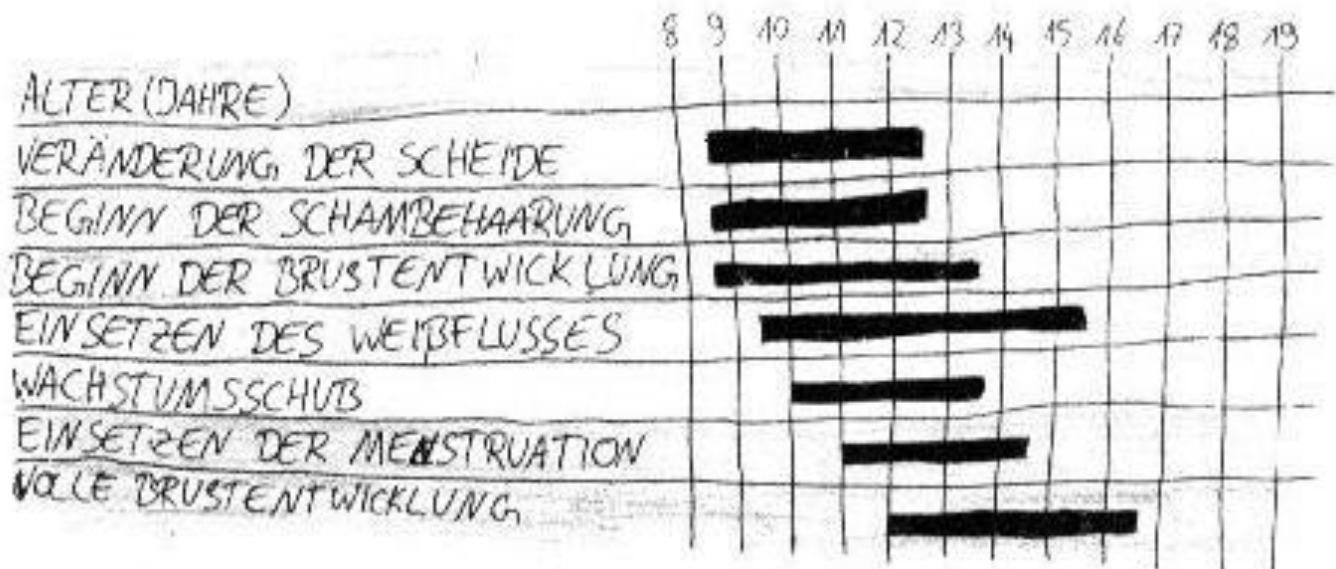 8 9 10 11 12 13 14 15 16 17 18 19
ALTER (JAHRE)
VERÄNDERUNG DER SCHEIDE
BEGINN DER SCHAMBEHAARUNG
BEGINN DER BRUSTENTWICKLUNG
EINSETZEN DES WEIßFLUSSES
WACHSTUMSSCHUB
EINSETZEN DER MENSTRUATION
VOLLE BRUSTENTWICKLUNG